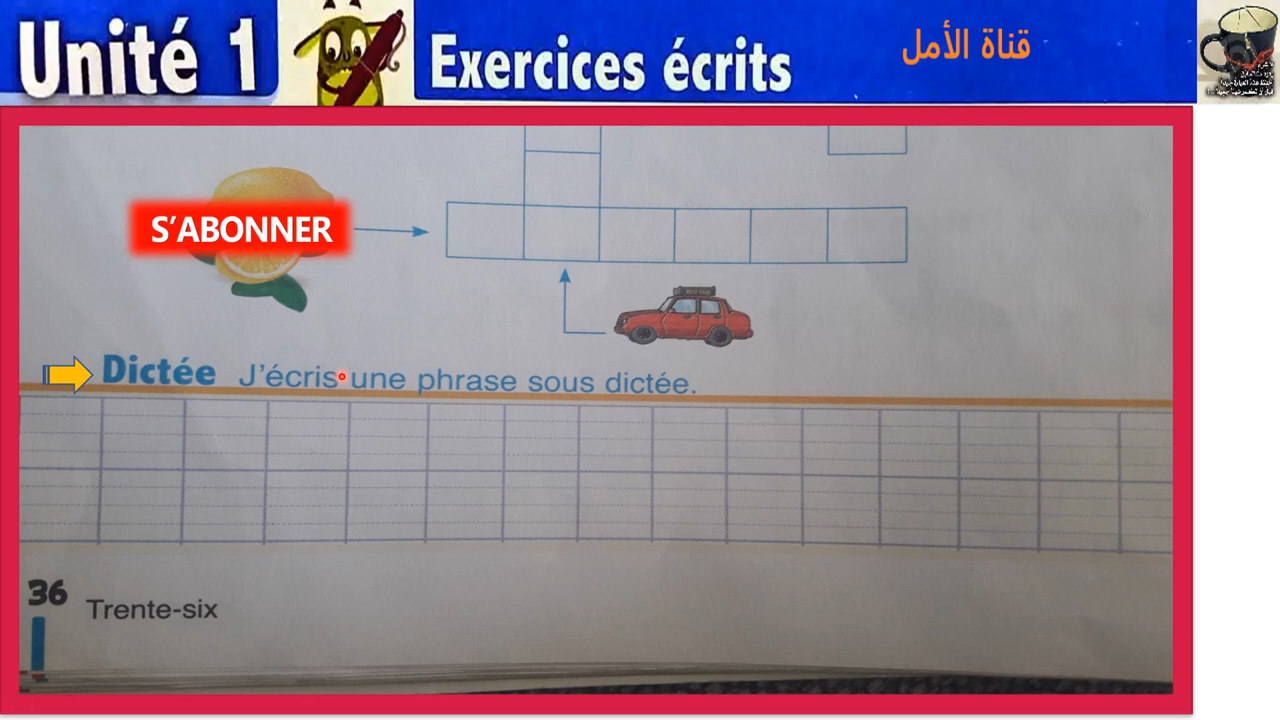 Unité 1
Exercices écrits
قناة الأمل
S'ABONNER
Dictée J'écris une phrase sous dictée.
36
Trente-six